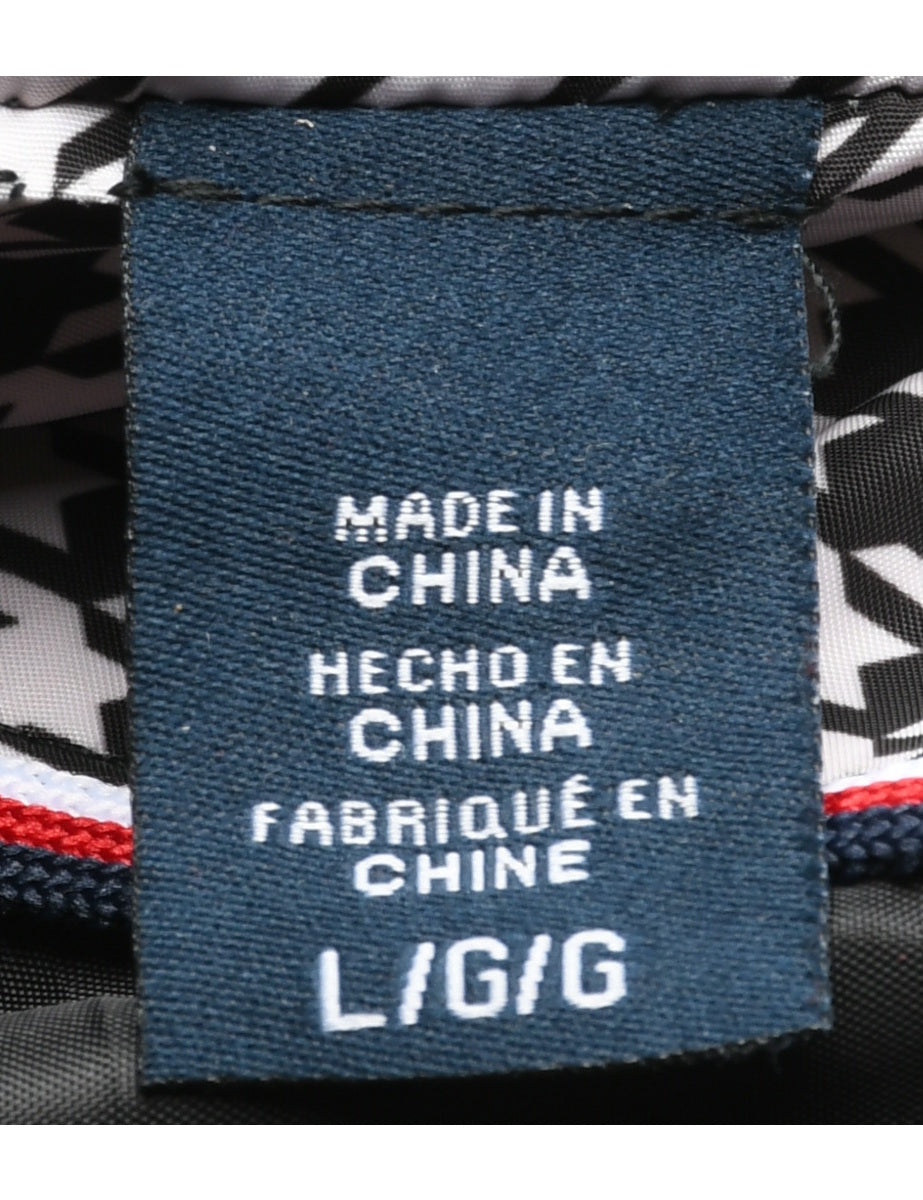 MADE IN
CHINA
HECHO EN
CHINA
FABRIQUÉ EN
CHINE
L/G/G